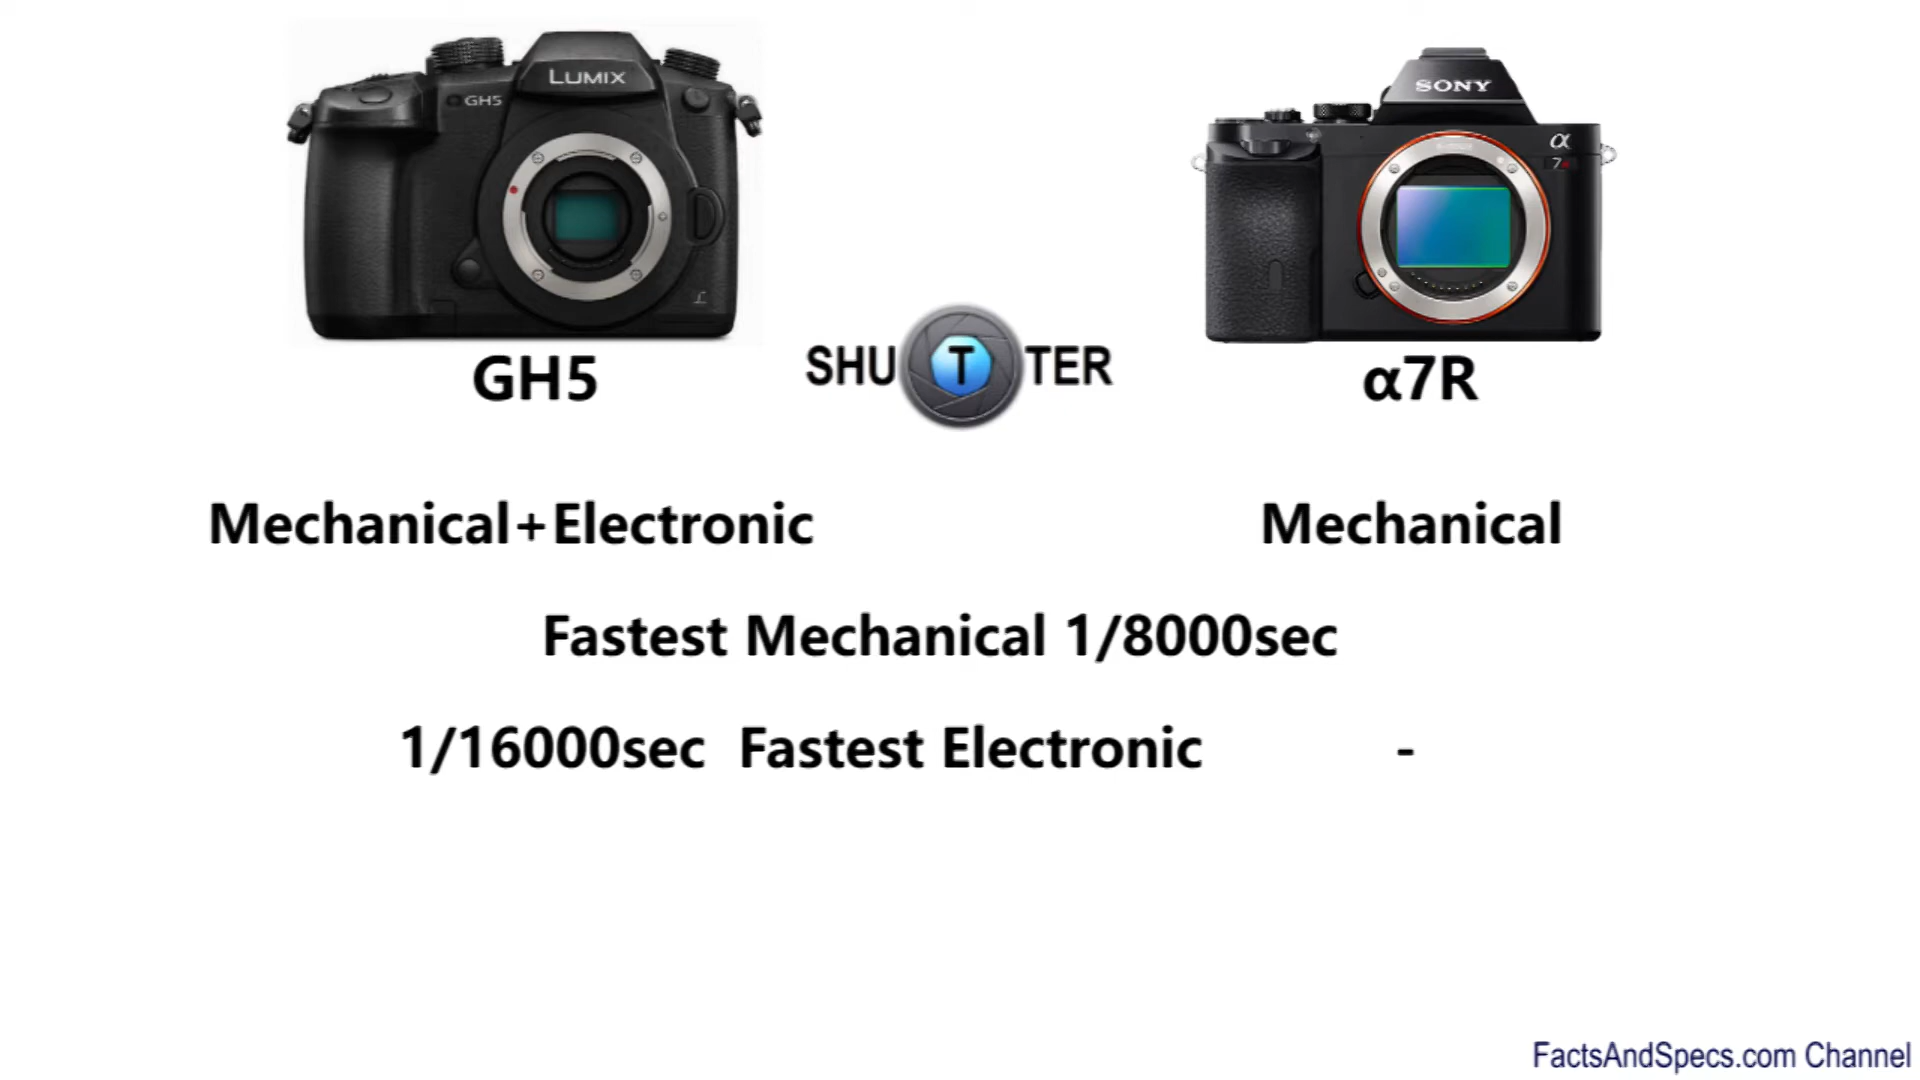 LUMIX
GH5
SONY
α
7R
GH5
SHUTTER
α7R
Mechanical+Electronic
Mechanical
Fastest Mechanical 1/8000sec
1/16000sec Fastest Electronic -
FactsAndSpecs.com Channel